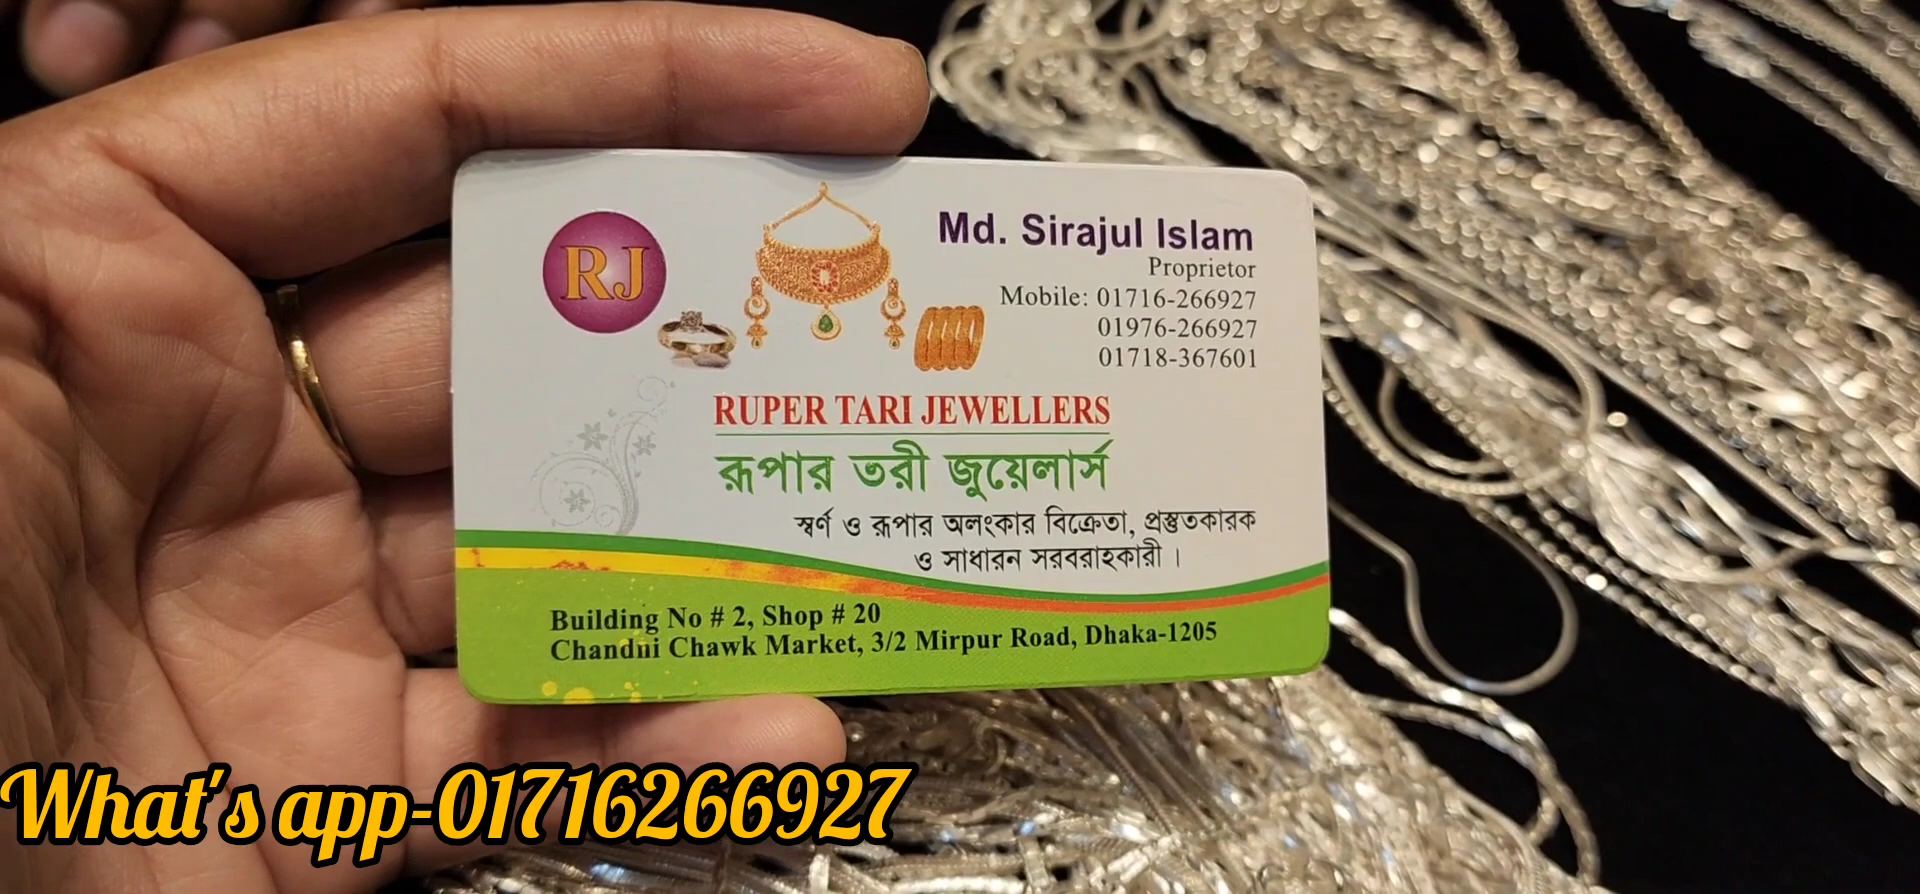 RJ
Md. Sirajul Islam
Proprietor
Mobile: 01716-266927
01976-266927
01718-367601
RUPER TARI JEWELLERS
রূপার তরী জুয়েলার্স
স্বর্ণ ও রূপার অলংকার বিক্রেতা, প্রস্তুতকারক
ও সাধারন সরবরাহকারী।
Building No # 2, Shop # 20
Chandni Chawk Market, 3/2 Mirpur Road, Dhaka-1205
What's app-01716266927